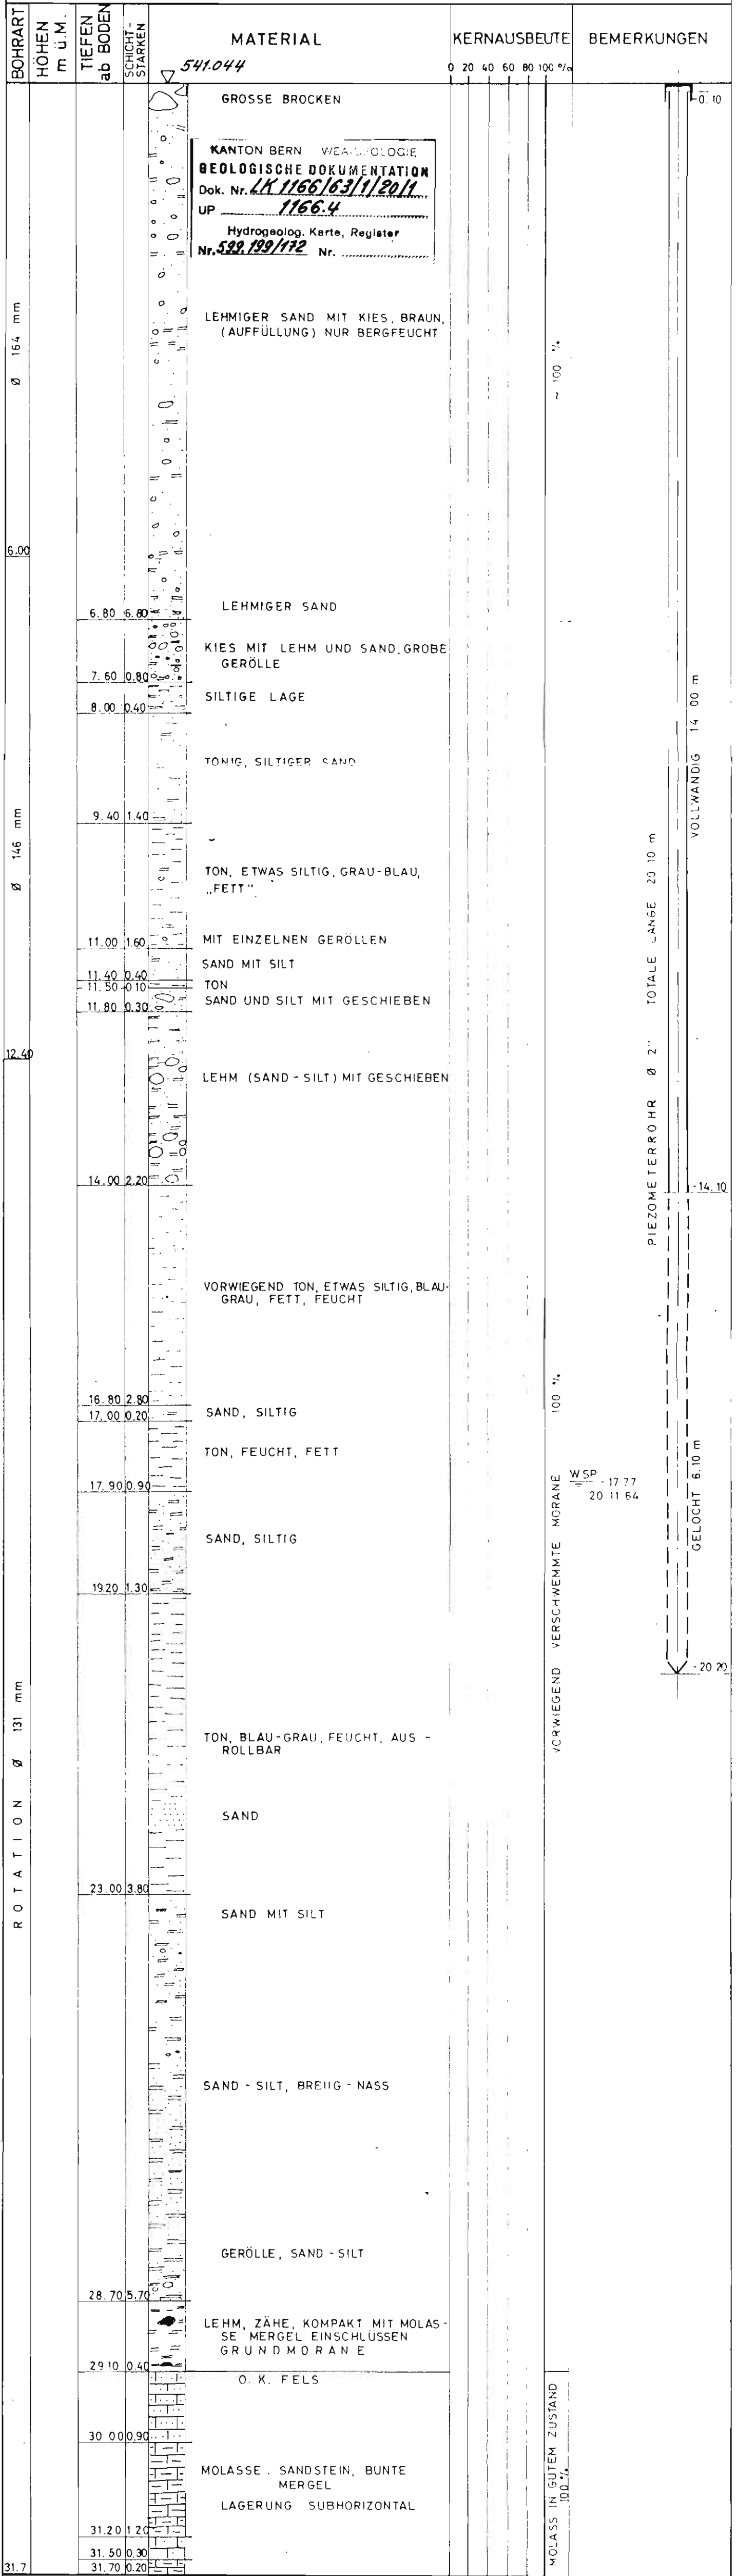 BOHRART
HÖHEN
m ü.M.
TIEFEN
ab BODEN
SCHICHT-
STÄRKEN
MATERIAL
KERNAUSBEUTE
BEMERKUNGEN
541.044
0 20 40 60 80 100 %
GROSSE BROCKEN
-0.10
KANTON BERN
GEOLOGISCHE DOKUMENTATION
Dok. Nr. LK 1166/63/1/20/1
UP 1166.4
Hydrogeolog. Karte, Register
Nr. 599.199/172 Nr.
LEHMIGER SAND MIT KIES, BRAUN,
(AUFFÜLLUNG) NUR BERGFEUCHT
Ø 164 mm
~ 100 %
6.00
LEHMIGER SAND
6.80 6.80
KIES MIT LEHM UND SAND, GROBE
GERÖLLE
7.60 0.80
SILTIGE LAGE
8.00 0.40
TONIG, SILTIGER SAND
VOLLWANDIG 14 00 m
9.40 1.40
Ø 146 mm
TON, ETWAS SILTIG, GRAU-BLAU,
„FETT"
MIT EINZELNEN GERÖLLEN
11.00 1.60
SAND MIT SILT
11.40 0.40
TON
11.50 0.10
SAND UND SILT MIT GESCHIEBEN
11.80 0.30
12.40
LEHM (SAND - SILT) MIT GESCHIEBEN
PIEZOMETERROHR Ø 2" TOTALE LÄNGE 20 10 m
14.00 2.20
-14.10
VORWIEGEND TON, ETWAS SILTIG, BLAU-
GRAU, FETT, FEUCHT
16.80 2.80
SAND, SILTIG
17.00 0.20
TON, FEUCHT, FETT
17.90 0.90
WSP - 17 77
20 11 64
GELOCHT 6.10 m
SAND, SILTIG
19.20 1.30
VORWIEGEND VERSCHWEMMTE MORÄNE 100 %
-20 20
TON, BLAU-GRAU, FEUCHT, AUS -
ROLLBAR
SAND
ROTATION Ø 131 mm
23.00 3.80
SAND MIT SILT
SAND - SILT, BREIIG - NASS
GERÖLLE, SAND - SILT
28.70 5.70
LEHM, ZÄHE, KOMPAKT MIT MOLAS-
SE MERGEL EINSCHLÜSSEN
GRUNDMORÄNE
29 10 0.40
O. K. FELS
30 00 0.90
MOLASSE. SANDSTEIN, BUNTE
MERGEL
LAGERUNG SUBHORIZONTAL
MOLASS IN GUTEM ZUSTAND
100 %
31.20 1 20
31.50 0.30
31.7
31.70 0.20